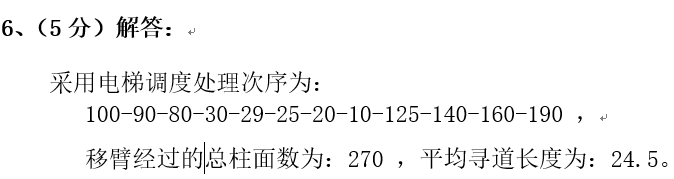 6、（5 分）解答：
采用电梯调度处理次序为：
100-90-80-30-29-25-20-10-125-140-160-190 ，
移臂经过的总柱面数为：270 ，平均寻道长度为：24.5。